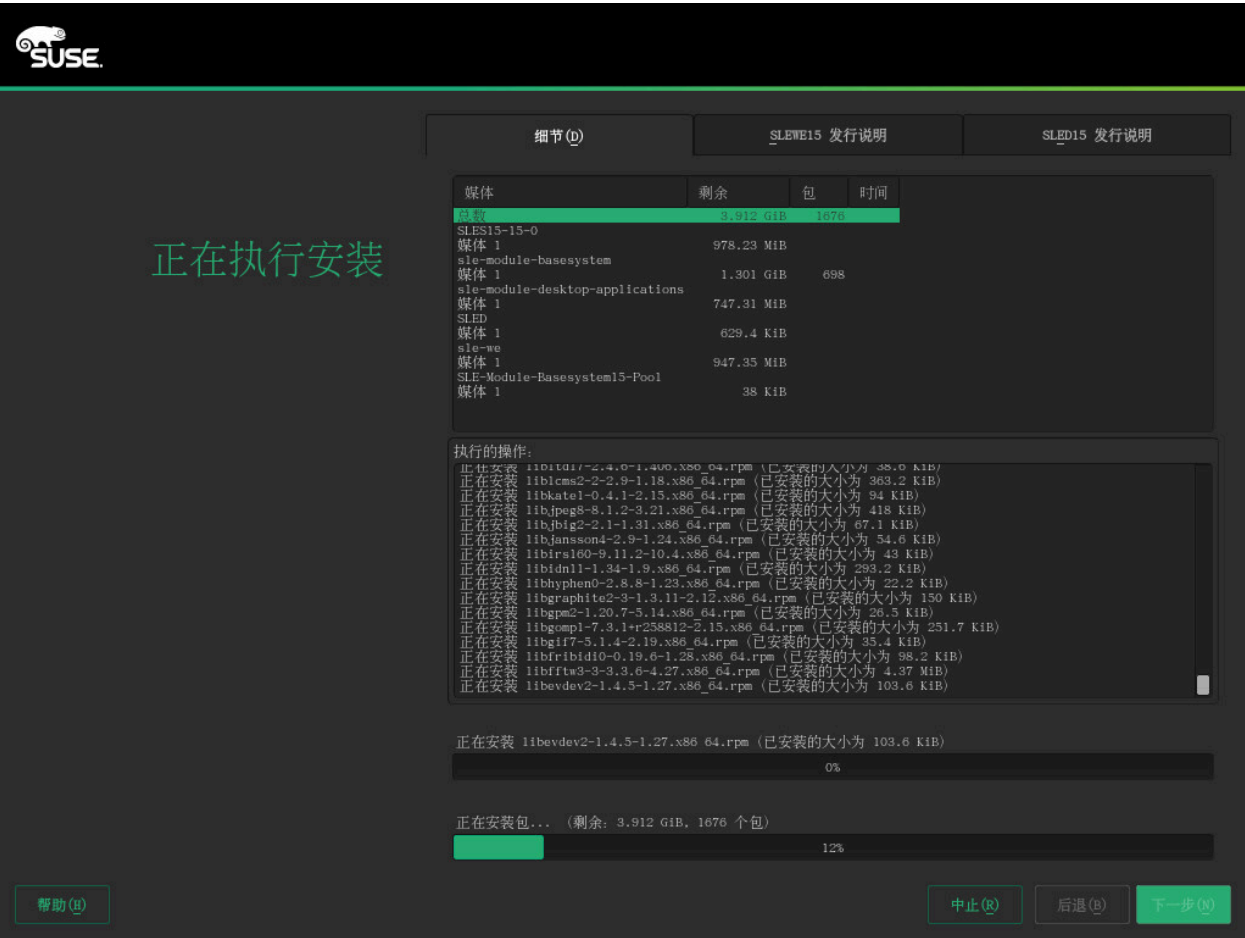 SUSE.
细节(D)
SLEWE15 发行说明
SLED15 发行说明
正在执行安装
媒体 剩余 包 时间
总数 3.912 GiB 1676
SLES15-15-0
媒体 1 978.23 MiB
sle-module-basesystem
媒体 1 1.301 GiB 698
sle-module-desktop-applications
媒体 1 747.31 MiB
SLED
媒体 1 629.4 KiB
sle-we
媒体 1 947.35 MiB
SLE-Module-Basesystem15-Pool
媒体 1 38 KiB
执行的操作:
正在安装 libltdl7-2.4.6-1.406.x86_64.rpm (已安装的大小为 38.6 KiB)
正在安装 liblcms2-2-2.9-1.18.x86_64.rpm (已安装的大小为 363.2 KiB)
正在安装 libkate1-0.4.1-2.15.x86_64.rpm (已安装的大小为 94 KiB)
正在安装 libjpeg8-8.1.2-3.21.x86_64.rpm (已安装的大小为 418 KiB)
正在安装 libjbig2-2.1-1.31.x86_64.rpm (已安装的大小为 67.1 KiB)
正在安装 libjansson4-2.9-1.24.x86_64.rpm (已安装的大小为 54.6 KiB)
正在安装 libirs160-9.11.2-10.4.x86_64.rpm (已安装的大小为 43 KiB)
正在安装 libidn11-1.34-1.9.x86_64.rpm (已安装的大小为 293.2 KiB)
正在安装 libhyphen0-2.8.8-1.23.x86_64.rpm (已安装的大小为 22.2 KiB)
正在安装 libgraphite2-3-1.3.11-2.12.x86_64.rpm (已安装的大小为 150 KiB)
正在安装 libgpm2-1.20.7-5.14.x86_64.rpm (已安装的大小为 26.5 KiB)
正在安装 libgomp1-7.3.1+r258812-2.15.x86_64.rpm (已安装的大小为 251.7 KiB)
正在安装 libgif7-5.1.4-2.19.x86_64.rpm (已安装的大小为 35.4 KiB)
正在安装 libfribidi0-0.19.6-1.28.x86_64.rpm (已安装的大小为 98.2 KiB)
正在安装 libfftw3-3-3.3.6-4.27.x86_64.rpm (已安装的大小为 4.37 MiB)
正在安装 libevdev2-1.4.5-1.27.x86_64.rpm (已安装的大小为 103.6 KiB)
正在安装 libevdev2-1.4.5-1.27.x86 64.rpm (已安装的大小为 103.6 KiB)
0%
正在安装包... (剩余: 3.912 GiB, 1676 个包)
12%
帮助(H)
中止(R)
后退(B)
下一步(N)